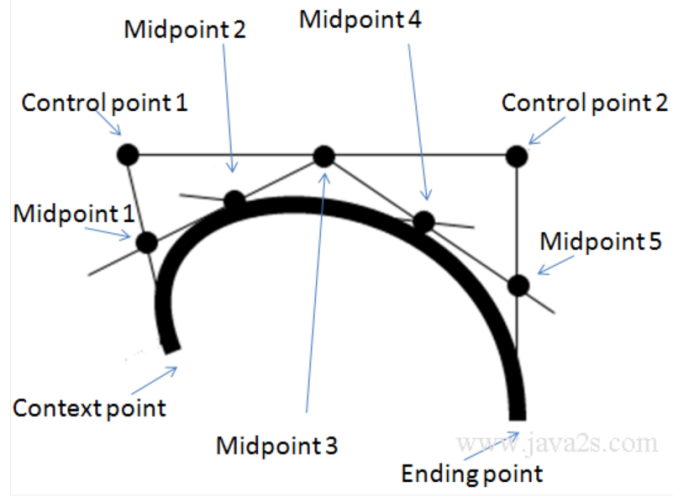 Midpoint 2
Midpoint 4
Control point 1
Control point 2
Midpoint 1
Midpoint 5
Context point
Midpoint 3
www.java2s.com
Ending point